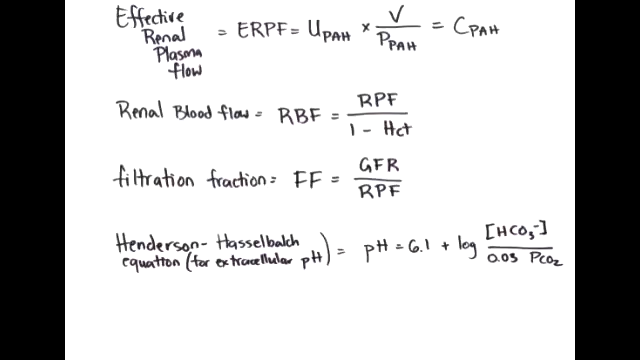 Effective Renal Plasma flow = ERPF = U_PAH × V / P_PAH = C_PAH
Renal Blood flow = RBF = RPF / 1 - Hct
filtration fraction = FF = GFR / RPF
Henderson-Hasselbalch equation (for extracellular pH) = pH = 6.1 + log [HCO3-] / 0.03 Pco2